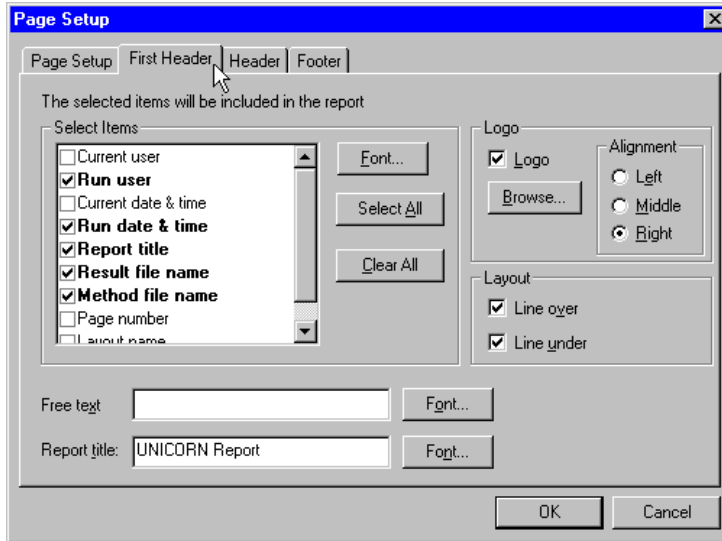 Page Setup
Page Setup First Header Header Footer
The selected items will be included in the report
Select Items
Current user
Run user
Current date & time
Run date & time
Report title
Result file name
Method file name
Page number
Layout name
Font...
Select All
Clear All
Logo
Logo
Browse...
Alignment
Left
Middle
Right
Layout
Line over
Line under
Free text
Font...
Report title: UNICORN Report
Font...
OK Cancel